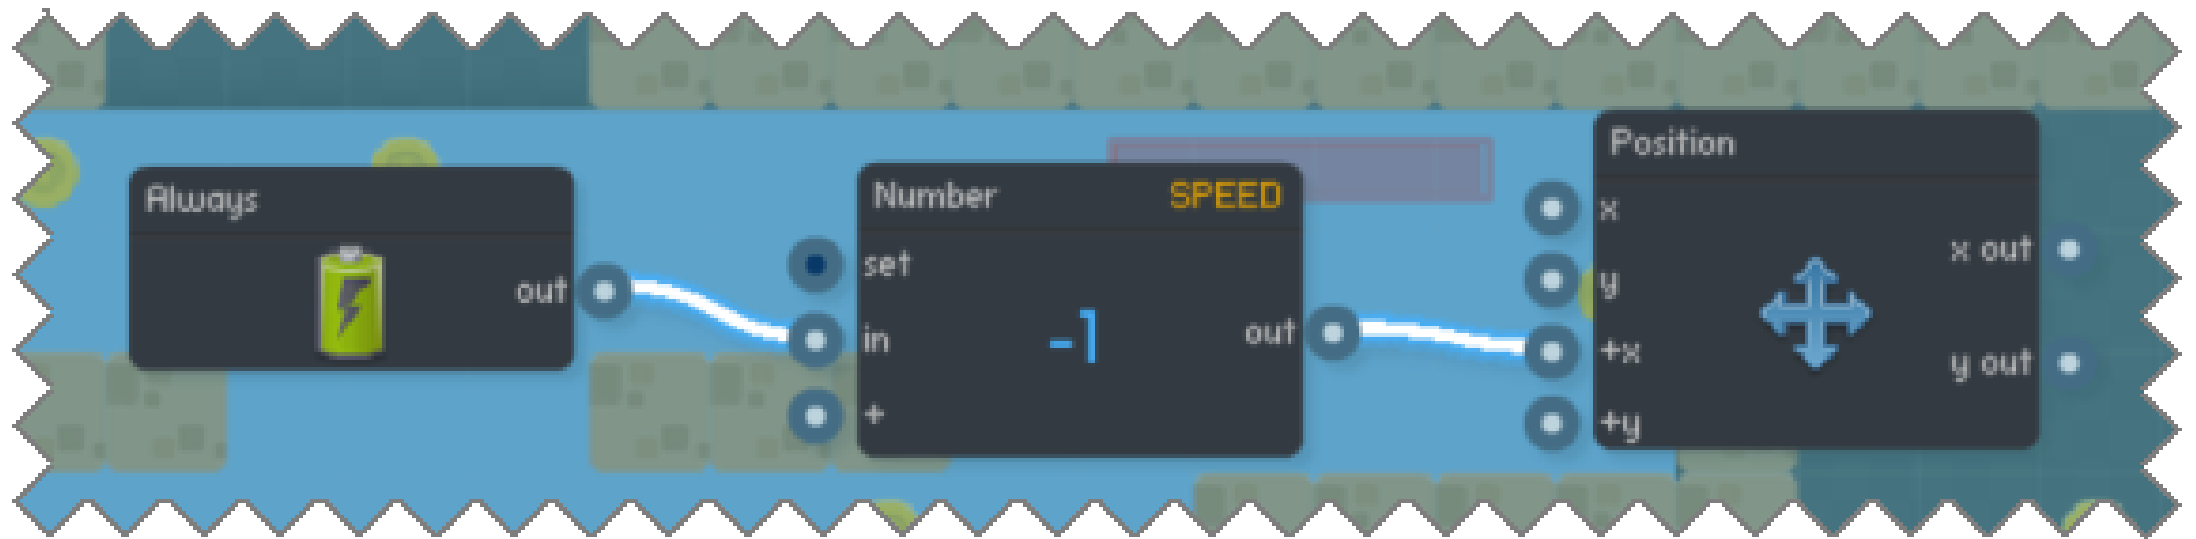 Always
out
Number SPEED
set
in
+
-1
out
Position
x
y
+x
+y
x out
y out